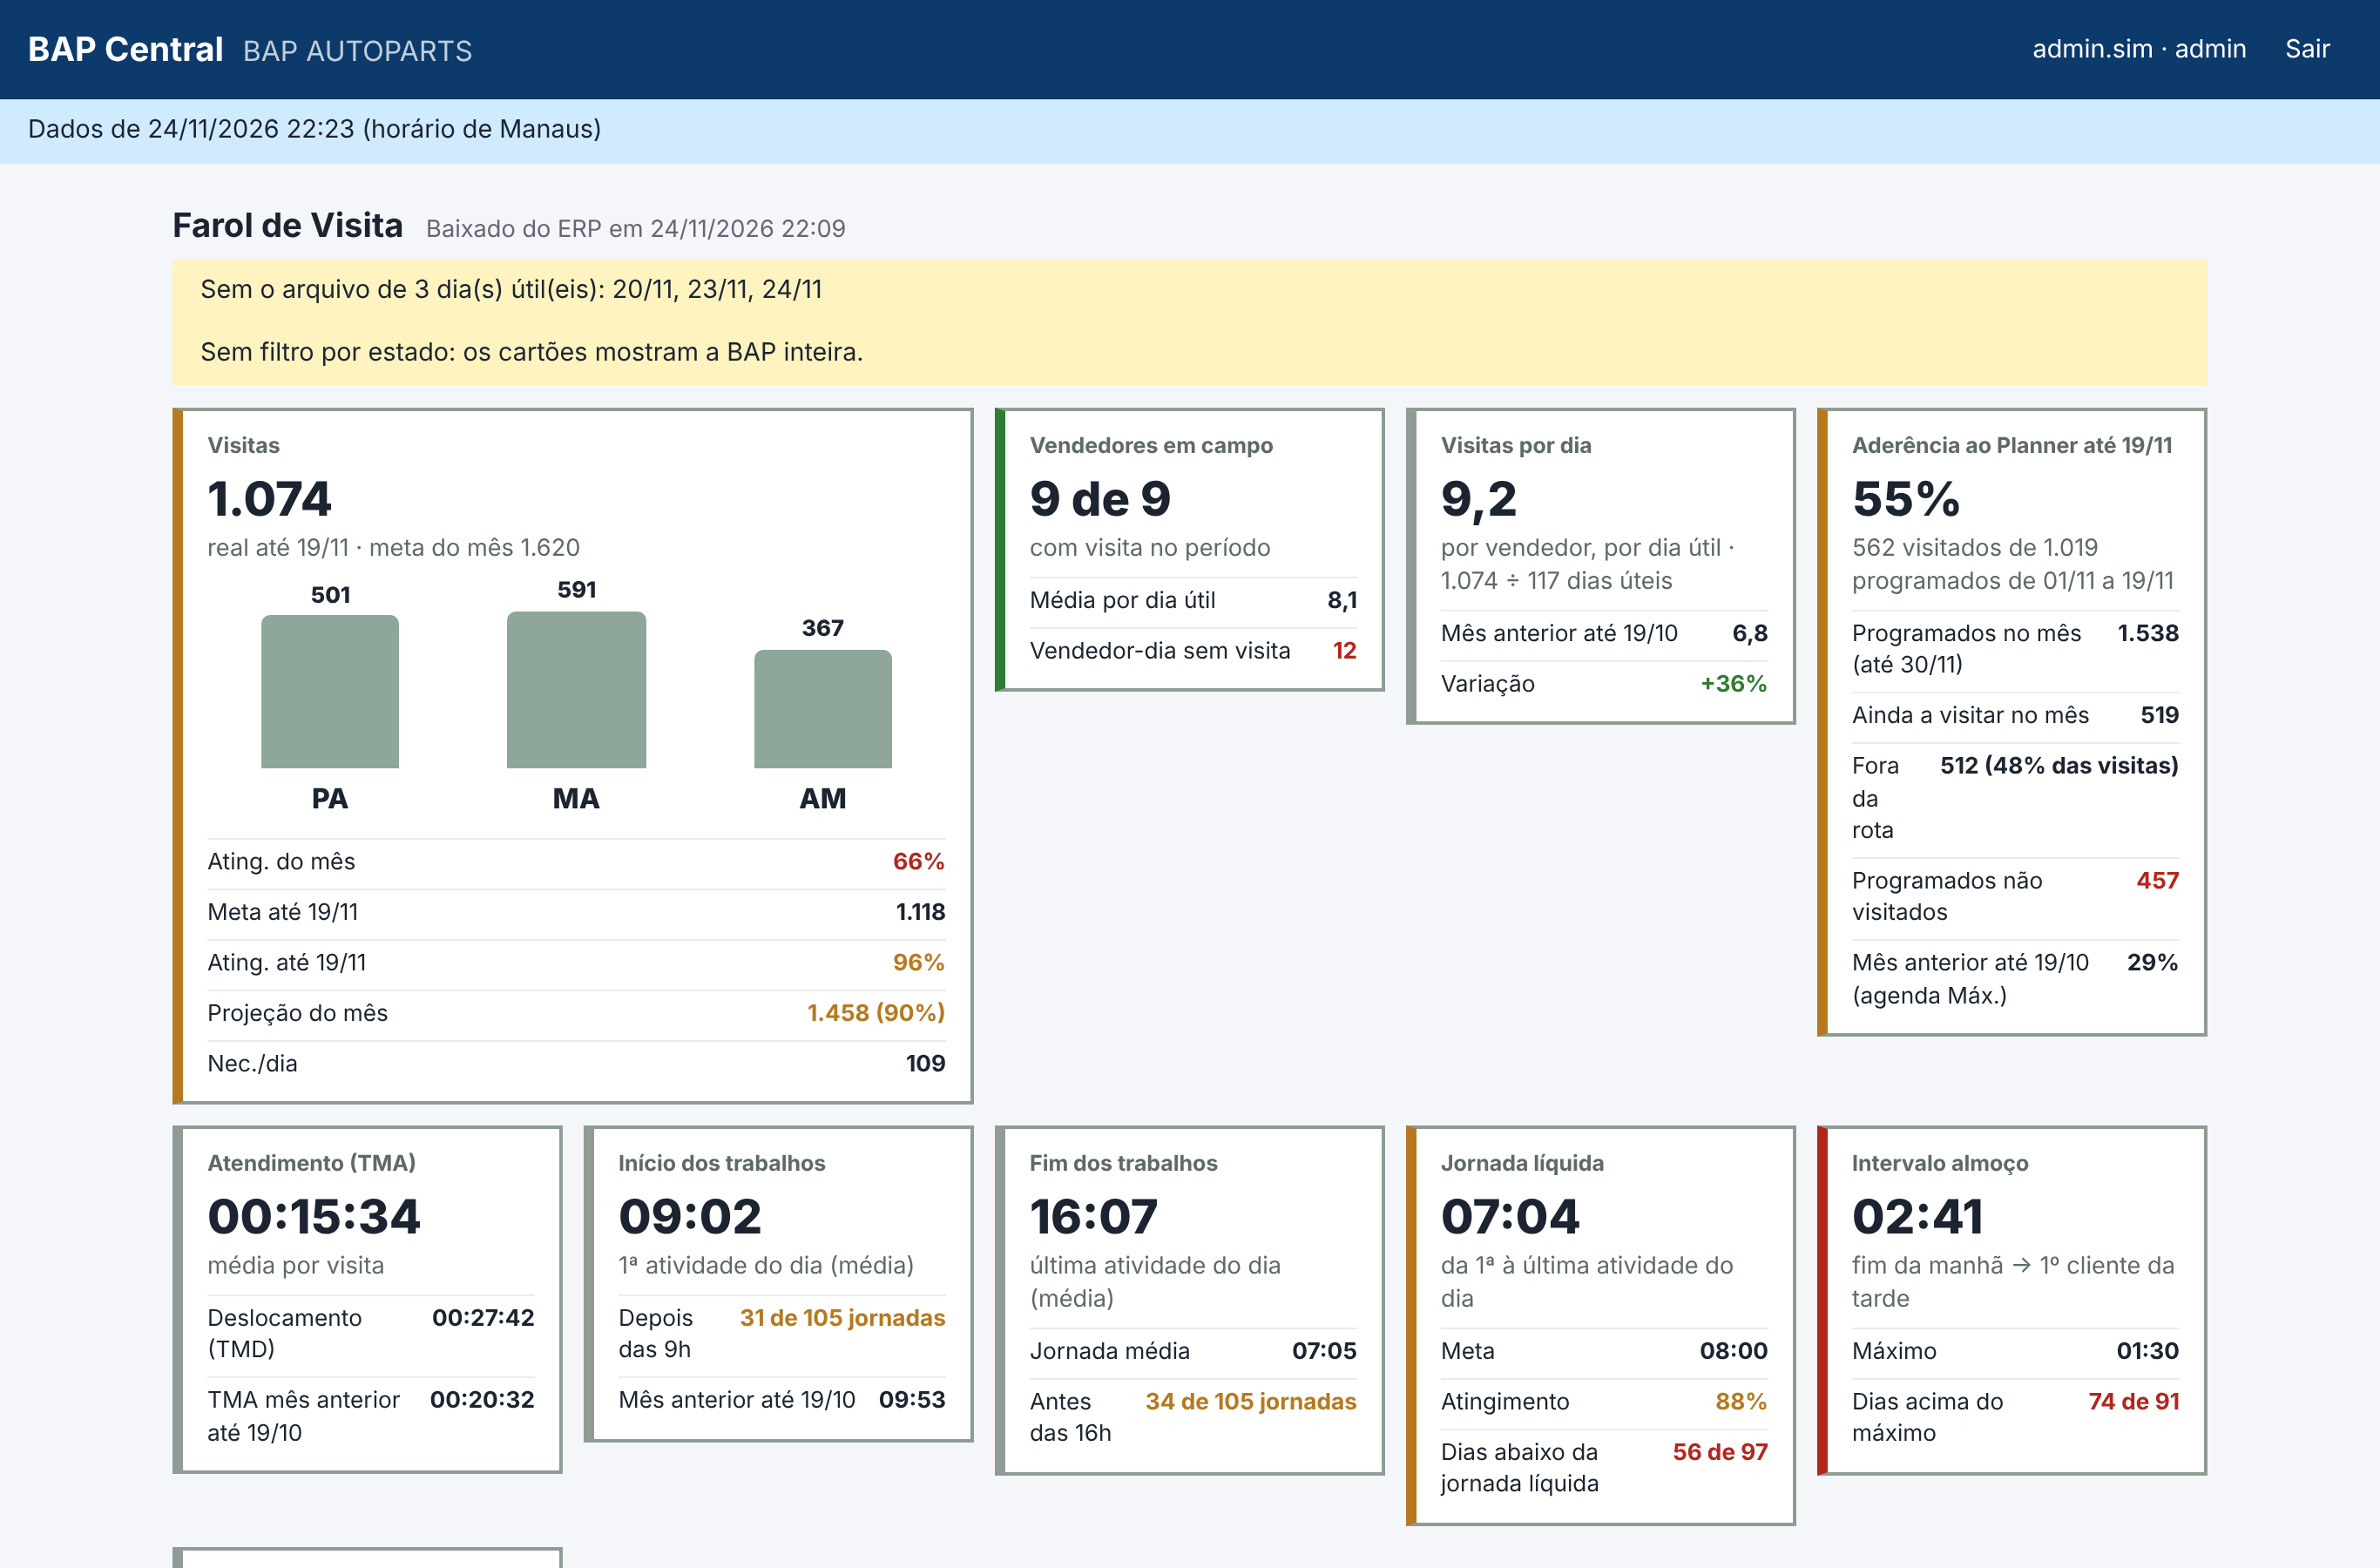 BAP Central BAP AUTOPARTS
admin.sim · admin Sair
Dados de 24/11/2026 22:23 (horário de Manaus)
Farol de Visita Baixado do ERP em 24/11/2026 22:09
Sem o arquivo de 3 dia(s) útil(eis): 20/11, 23/11, 24/11
Sem filtro por estado: os cartões mostram a BAP inteira.
Visitas
1.074
real até 19/11 · meta do mês 1.620
501
591
367
PA
MA
AM
Ating. do mês 66%
Meta até 19/11 1.118
Ating. até 19/11 96%
Projeção do mês 1.458 (90%)
Nec./dia 109
Vendedores em campo
9 de 9
com visita no período
Média por dia útil 8,1
Vendedor-dia sem visita 12
Visitas por dia
9,2
por vendedor, por dia útil ·
1.074 ÷ 117 dias úteis
Mês anterior até 19/10 6,8
Variação +36%
Aderência ao Planner até 19/11
55%
562 visitados de 1.019
programados de 01/11 a 19/11
Programados no mês 1.538
(até 30/11)
Ainda a visitar no mês 519
Fora 512 (48% das visitas)
da
rota
Programados não 457
visitados
Mês anterior até 19/10 29%
(agenda Máx.)
Atendimento (TMA)
00:15:34
média por visita
Deslocamento 00:27:42
(TMD)
TMA mês anterior 00:20:32
até 19/10
Início dos trabalhos
09:02
1ª atividade do dia (média)
Depois 31 de 105 jornadas
das 9h
Mês anterior até 19/10 09:53
Fim dos trabalhos
16:07
última atividade do dia
(média)
Jornada média 07:05
Antes 34 de 105 jornadas
das 16h
Jornada líquida
07:04
da 1ª à última atividade do
dia
Meta 08:00
Atingimento 88%
Dias abaixo da 56 de 97
jornada líquida
Intervalo almoço
02:41
fim da manhã → 1º cliente da
tarde
Máximo 01:30
Dias acima do 74 de 91
máximo